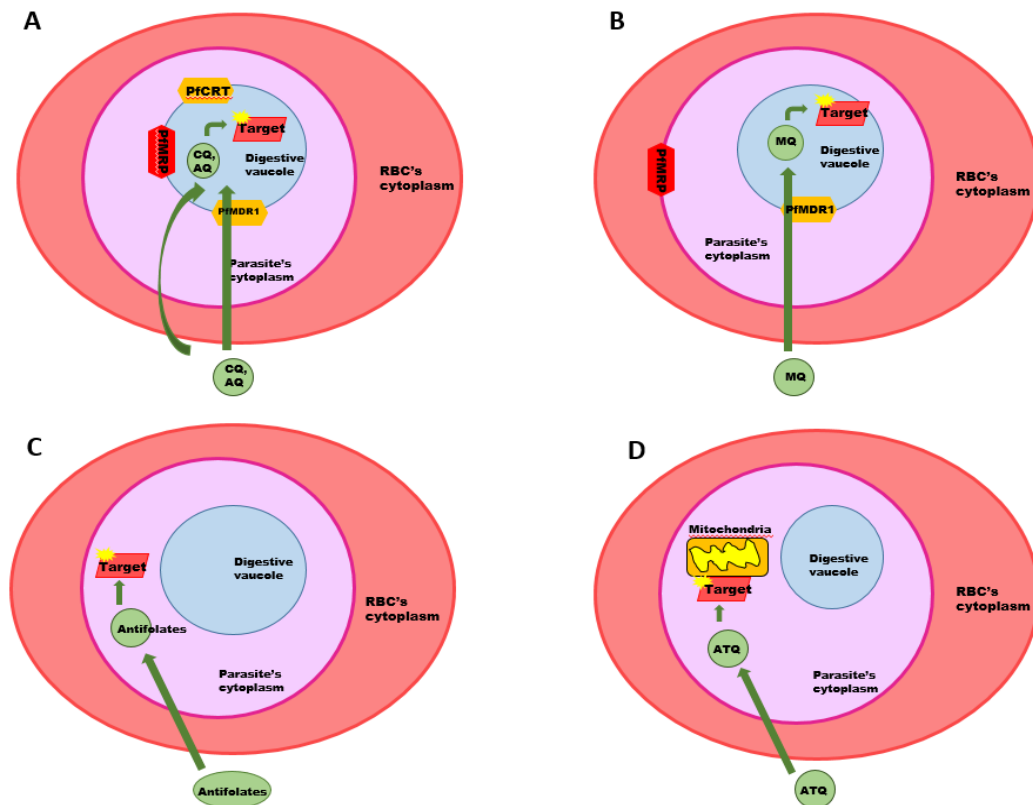 A
PfCRT
Target
PfMRP
CQ,
AQ
Digestive
vaucole
RBC's
cytoplasm
PfMDR1
Parasite's
cytoplasm
CQ,
AQ
B
Target
MQ
Digestive
vaucole
PfMRP
RBC's
cytoplasm
PfMDR1
Parasite's
cytoplasm
MQ
C
Target
Digestive
vaucole
RBC's
cytoplasm
Antifolates
Parasite's
cytoplasm
Antifolates
D
Mitochondria
Digestive
vaucole
Target
RBC's
cytoplasm
ATQ
Parasite's
cytoplasm
ATQ